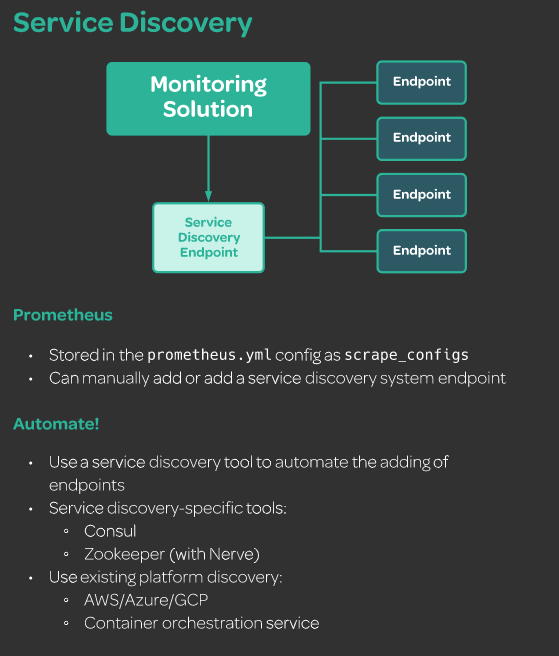 Service Discovery
Monitoring
Solution
Endpoint
Endpoint
Service
Discovery
Endpoint
Endpoint
Endpoint
Prometheus
• Stored in the prometheus.yml config as scrape_configs
• Can manually add or add a service discovery system endpoint
Automate!
• Use a service discovery tool to automate the adding of
endpoints
• Service discovery-specific tools:
◦ Consul
◦ Zookeeper (with Nerve)
• Use existing platform discovery:
◦ AWS/Azure/GCP
◦ Container orchestration service